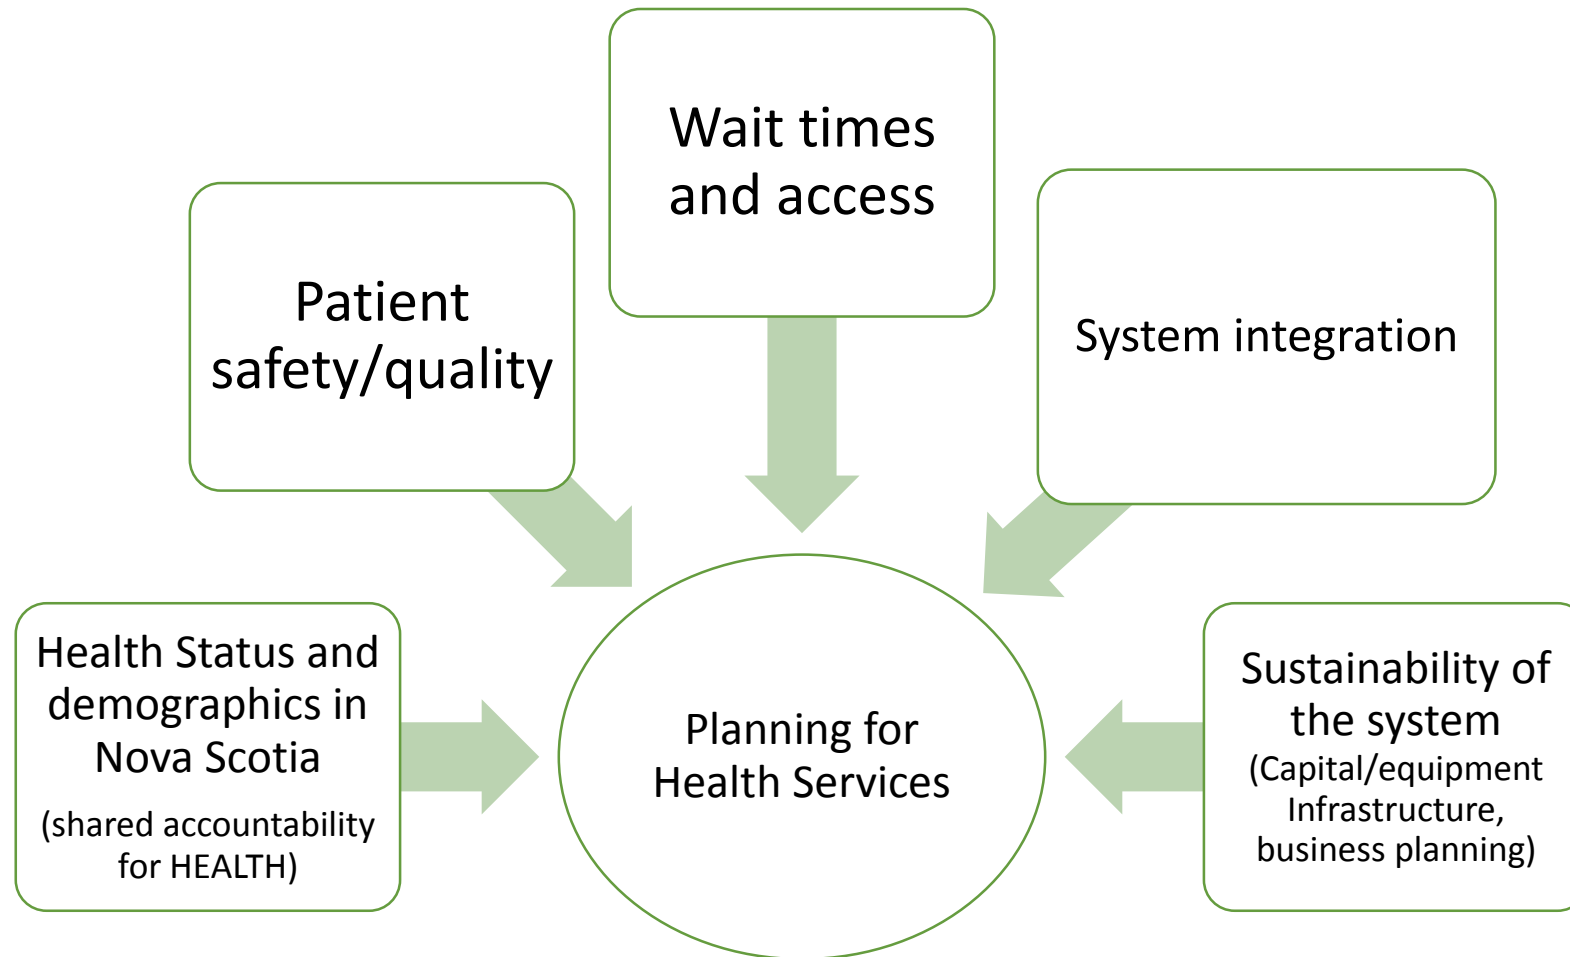 Wait times
and access
Patient
safety/quality
System integration
Health Status and
demographics in
Nova Scotia
(shared accountability
for HEALTH)
Planning for
Health Services
Sustainability of
the system
(Capital/equipment
Infrastructure,
business planning)